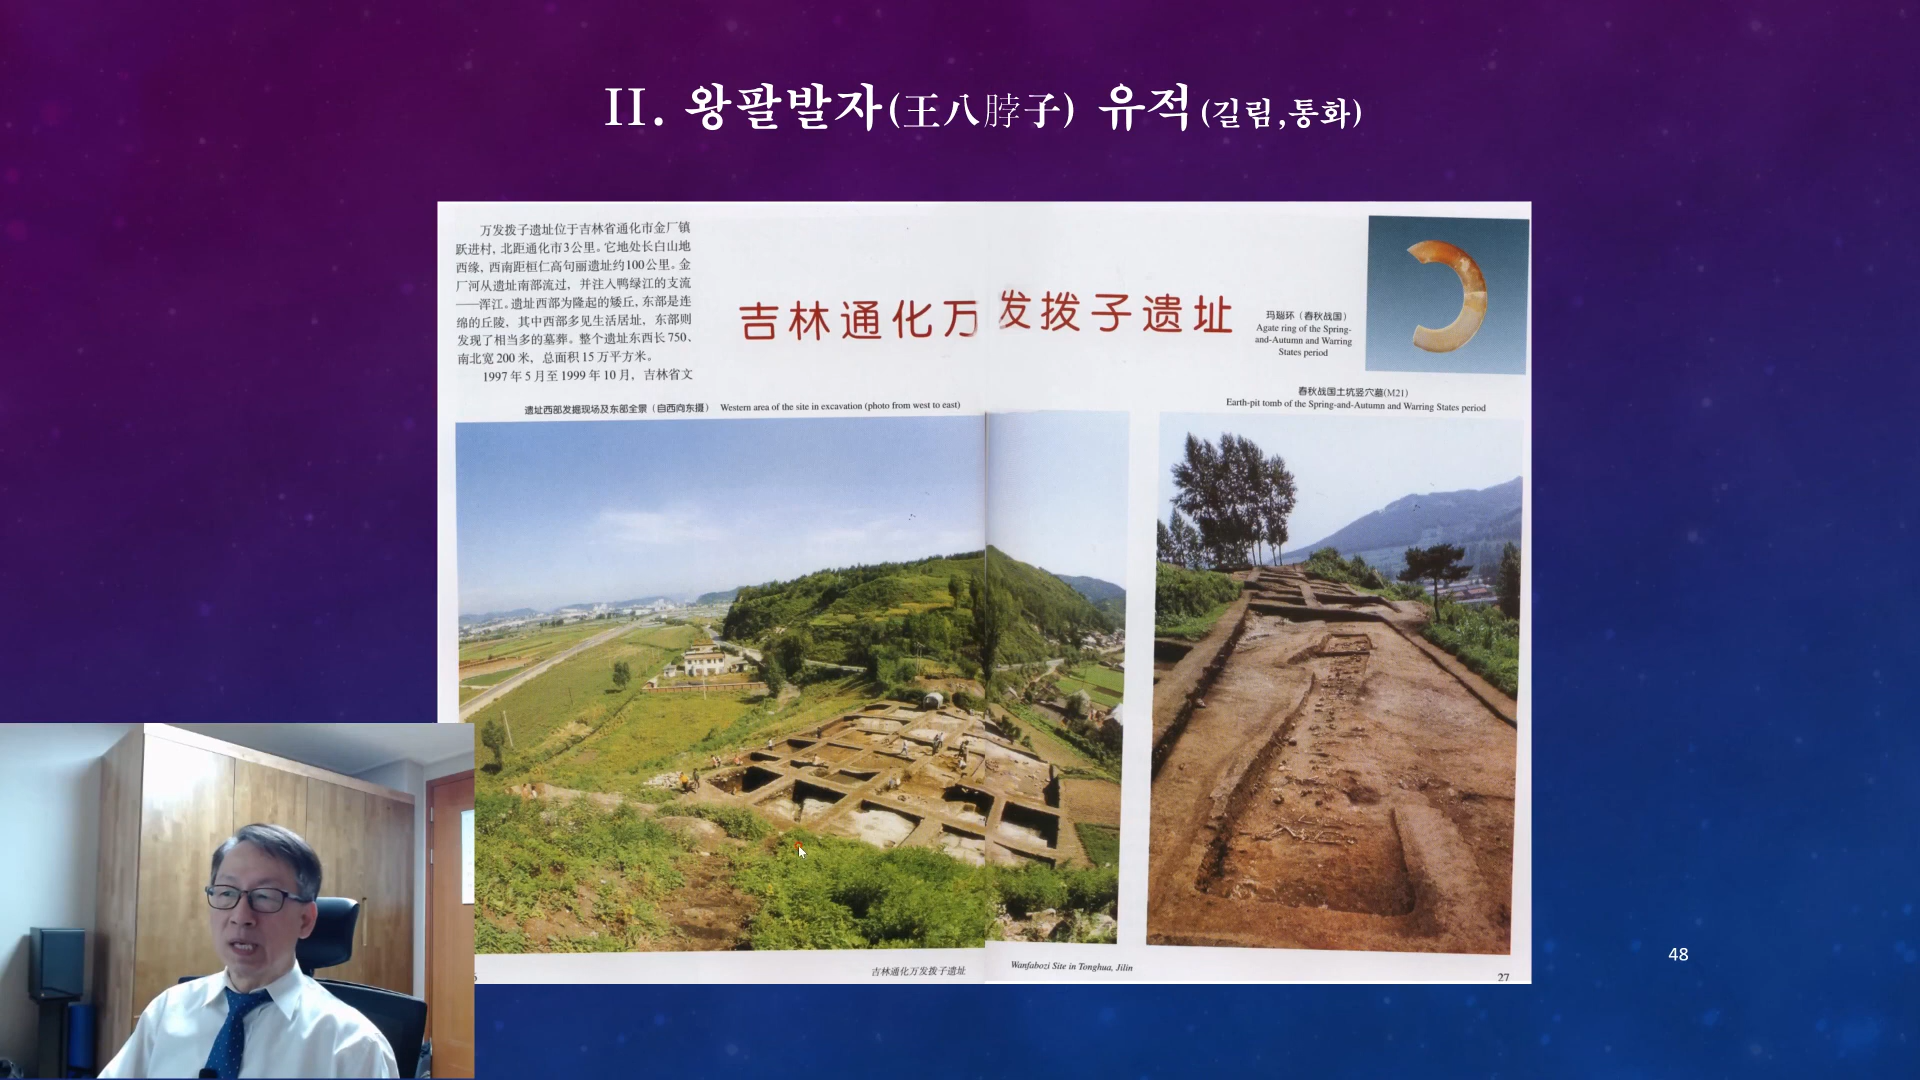 II. 왕팔발자(王八脖子) 유적(길림,통화)
万发拨子遗址位于吉林省通化市金厂镇
跃进村, 北距通化市3公里。它地处长白山地
西缘, 西南距桓仁高句丽遗址约100公里。金
厂河从遗址南部流过, 并注入鸭绿江的支流
——浑江。遗址西部为隆起的矮丘, 东部是连
绵的丘陵, 其中西部多见生活居址, 东部则
发现了相当多的墓葬。整个遗址东西长750、
南北宽200米, 总面积15万平方米。
1997年5月至1999年10月, 吉林省文
吉林通化万发拨子遗址
玛瑙环（春秋战国）
Agate ring of the Spring-
and-Autumn and Warring
States period
遗址西部发掘现场及东部全景（自西向东摄） Western area of the site in excavation (photo from west to east)
春秋战国土坑竖穴墓(M21)
Earth-pit tomb of the Spring-and-Autumn and Warring States period
吉林通化万发拨子遗址
Wanfabozi Site in Tonghua, Jilin
27
48